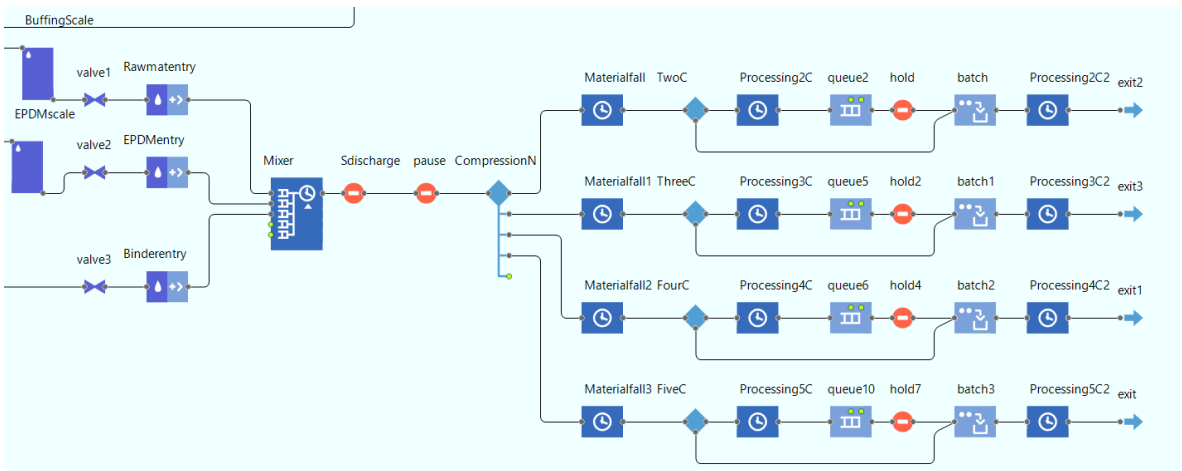 BuffingScale
valve1
Rawmatentry
EPDMscale
valve2
EPDMentry
Mixer
Sdischarge
pause
CompressionN
valve3
Binderentry
Materialfall
TwoC
Processing2C
queue2
hold
batch
Processing2C2
exit2
Materialfall1
ThreeC
Processing3C
queue5
hold2
batch1
Processing3C2
exit3
Materialfall2
FourC
Processing4C
queue6
hold4
batch2
Processing4C2
exit1
Materialfall3
FiveC
Processing5C
queue10
hold7
batch3
Processing5C2
exit